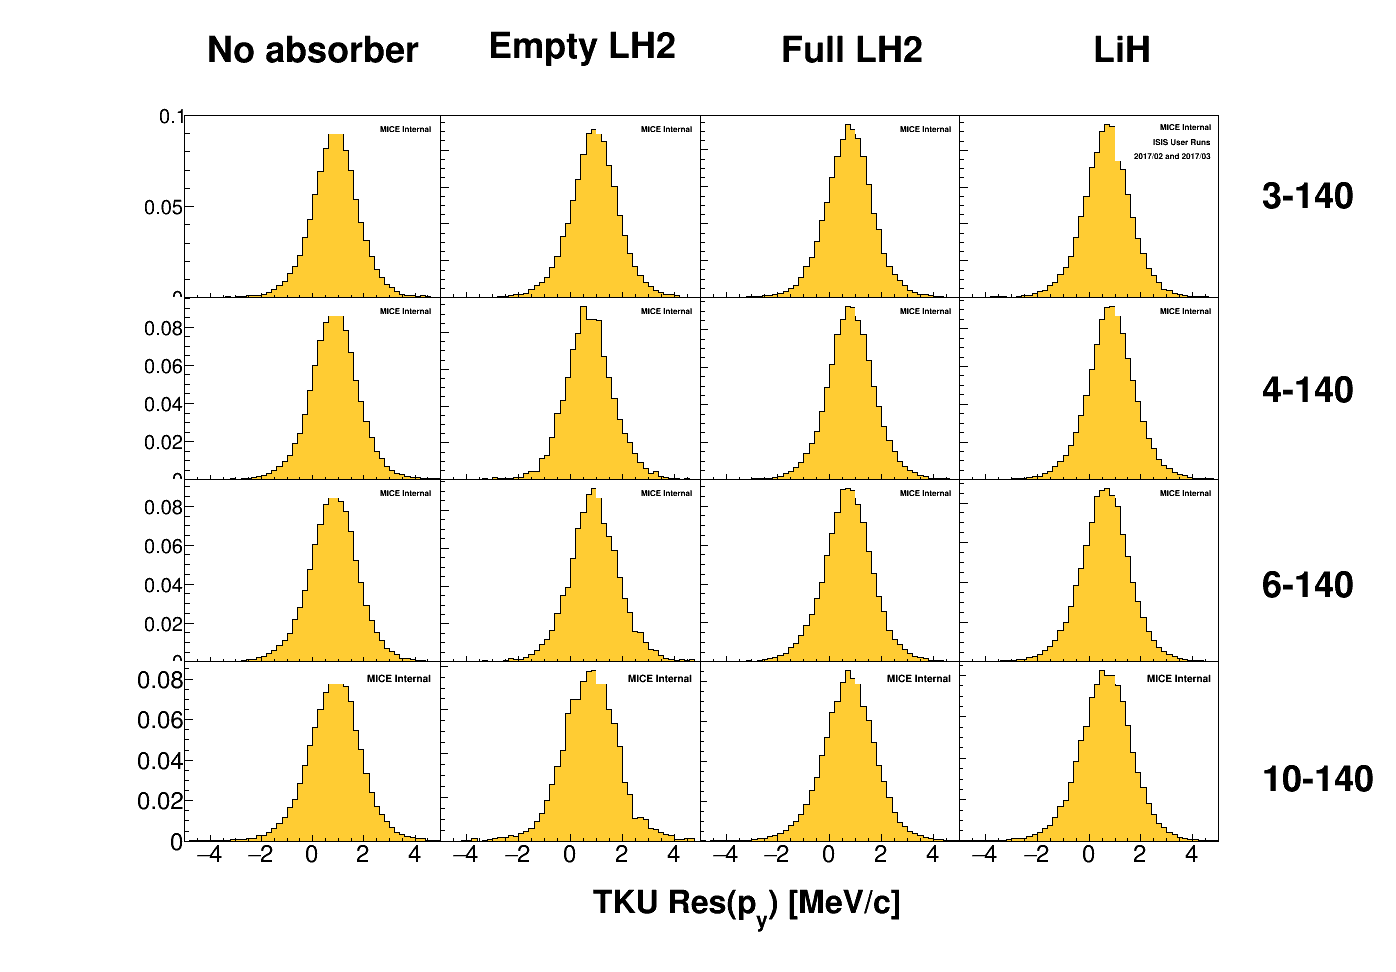 No absorber Empty LH2 Full LH2 LiH
0.1 MICE Internal MICE Internal MICE Internal MICE Internal
ISIS User Runs
2017/02 and 2017/03
3-140
0.05
0
MICE Internal MICE Internal MICE Internal MICE Internal
0.08
0.06
4-140
0.04
0.02
0
MICE Internal MICE Internal MICE Internal MICE Internal
0.08
0.06
6-140
0.04
0.02
0
0.08 MICE Internal MICE Internal MICE Internal MICE Internal
0.06
10-140
0.04
0.02
0
−4 −2 0 2 4 −4 −2 0 2 4 −4 −2 0 2 4 −4 −2 0 2 4
TKU Res(py) [MeV/c]